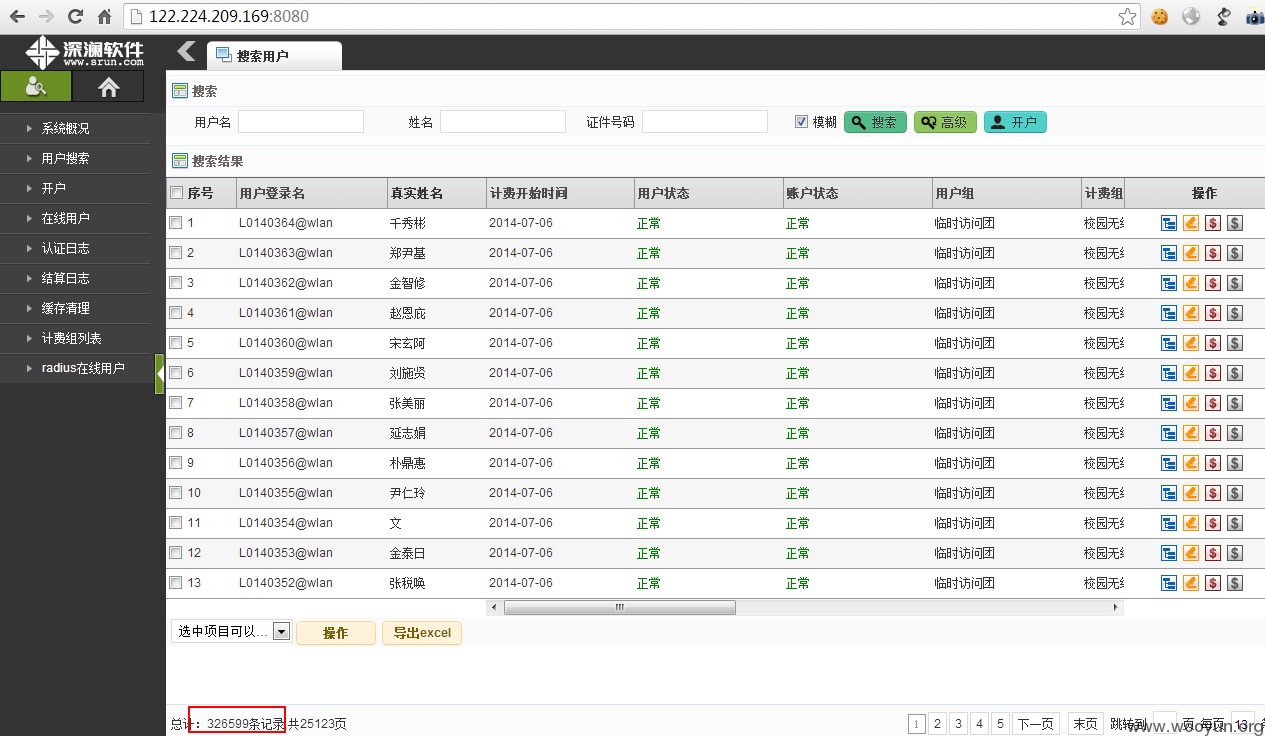 122.224.209.169:8080
深澜软件
www.srun.com
搜索用户
系统概况
用户搜索
开户
在线用户
认证日志
结算日志
缓存清理
计费组列表
radius在线用户
搜索
用户名 姓名 证件号码 模糊 搜索 高级 开户
搜索结果
序号 用户登录名 真实姓名 计费开始时间 用户状态 账户状态 用户组 计费组 操作
1 L0140364@wlan 千秀彬 2014-07-06 正常 正常 临时访问团 校园无
2 L0140363@wlan 郑尹基 2014-07-06 正常 正常 临时访问团 校园无
3 L0140362@wlan 金智修 2014-07-06 正常 正常 临时访问团 校园无
4 L0140361@wlan 赵恩庇 2014-07-06 正常 正常 临时访问团 校园无
5 L0140360@wlan 宋玄阿 2014-07-06 正常 正常 临时访问团 校园无
6 L0140359@wlan 刘施贤 2014-07-06 正常 正常 临时访问团 校园无
7 L0140358@wlan 张美丽 2014-07-06 正常 正常 临时访问团 校园无
8 L0140357@wlan 延志娟 2014-07-06 正常 正常 临时访问团 校园无
9 L0140356@wlan 朴鼎惠 2014-07-06 正常 正常 临时访问团 校园无
10 L0140355@wlan 尹仁玲 2014-07-06 正常 正常 临时访问团 校园无
11 L0140354@wlan 文 2014-07-06 正常 正常 临时访问团 校园无
12 L0140353@wlan 金泰日 2014-07-06 正常 正常 临时访问团 校园无
13 L0140352@wlan 张税唤 2014-07-06 正常 正常 临时访问团 校园无
选中项目可以... 操作 导出excel
总计：326599条记录 共25123页 1 2 3 4 5 下一页 末页 跳转到 页 每页 13
www.wooyun.org